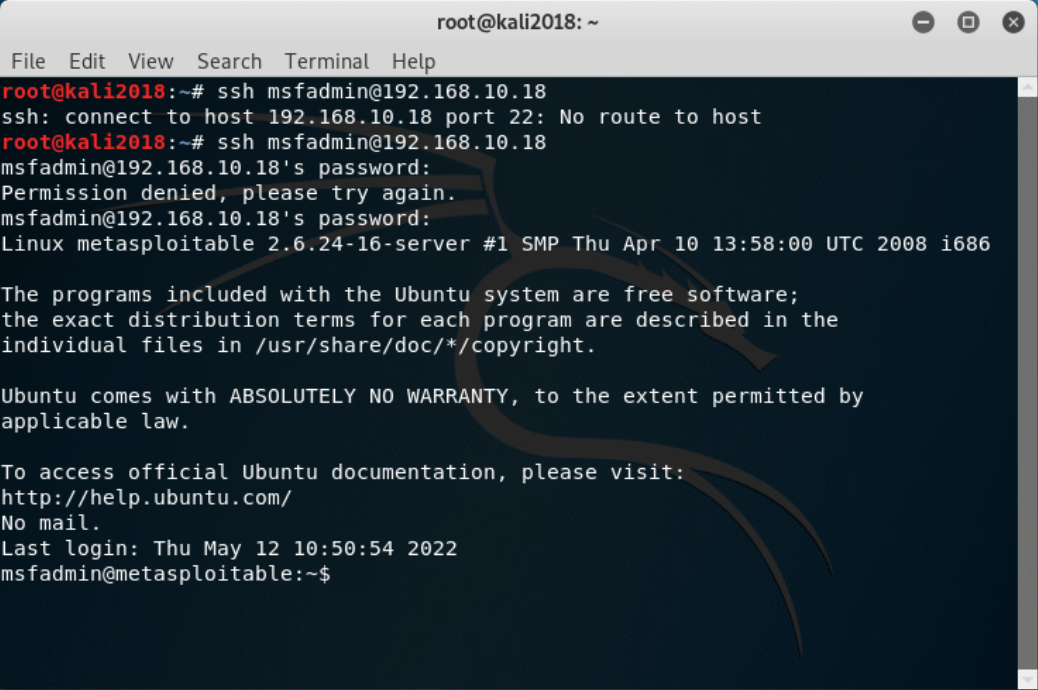 root@kali2018: ~
File Edit View Search Terminal Help
root@kali2018:~# ssh msfadmin@192.168.10.18
ssh: connect to host 192.168.10.18 port 22: No route to host
root@kali2018:~# ssh msfadmin@192.168.10.18
msfadmin@192.168.10.18's password:
Permission denied, please try again.
msfadmin@192.168.10.18's password:
Linux metasploitable 2.6.24-16-server #1 SMP Thu Apr 10 13:58:00 UTC 2008 i686
The programs included with the Ubuntu system are free software;
the exact distribution terms for each program are described in the
individual files in /usr/share/doc/*/copyright.
Ubuntu comes with ABSOLUTELY NO WARRANTY, to the extent permitted by
applicable law.
To access official Ubuntu documentation, please visit:
http://help.ubuntu.com/
No mail.
Last login: Thu May 12 10:50:54 2022
msfadmin@metasploitable:~$